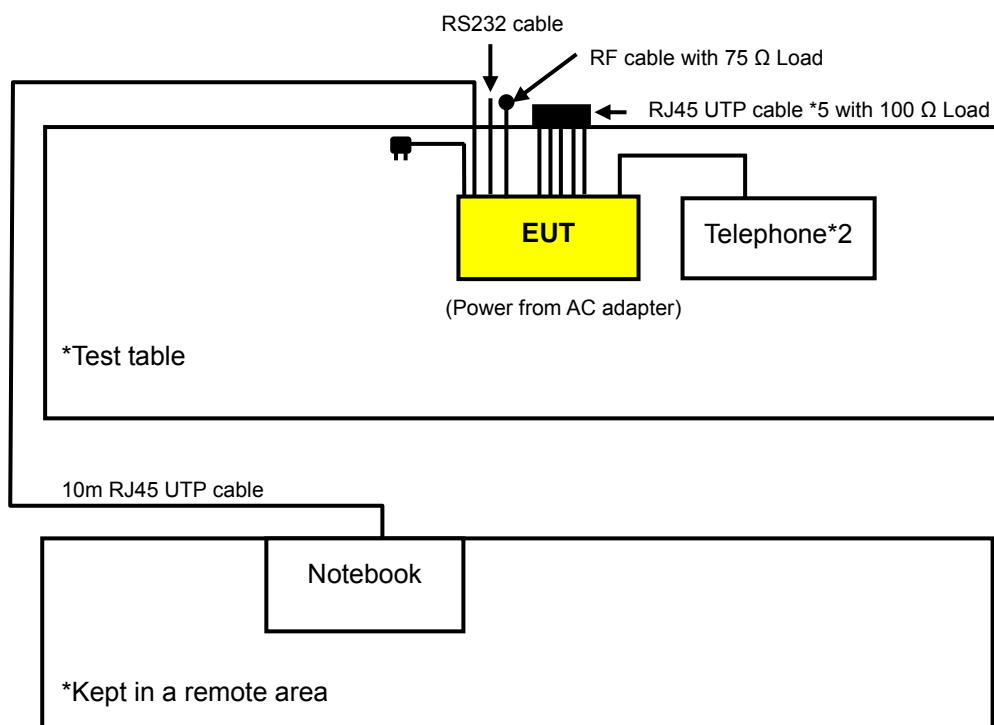 RS232 cable
RF cable with 75 Ω Load
RJ45 UTP cable *5 with 100 Ω Load
EUT
Telephone*2
(Power from AC adapter)
*Test table
10m RJ45 UTP cable
Notebook
*Kept in a remote area